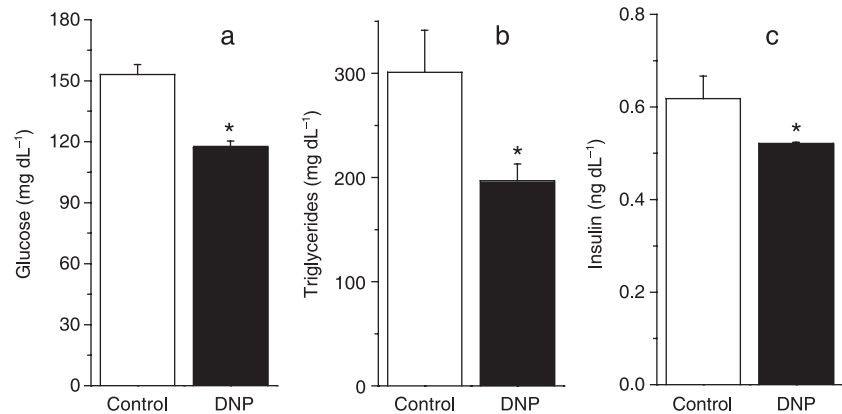 a
Glucose (mg dL⁻¹)
180
150
120
90
60
30
0
*
Control DNP
b
Triglycerides (mg dL⁻¹)
300
200
100
0
*
Control DNP
c
Insulin (ng dL⁻¹)
0.8
0.6
0.4
0.2
0.0
*
Control DNP